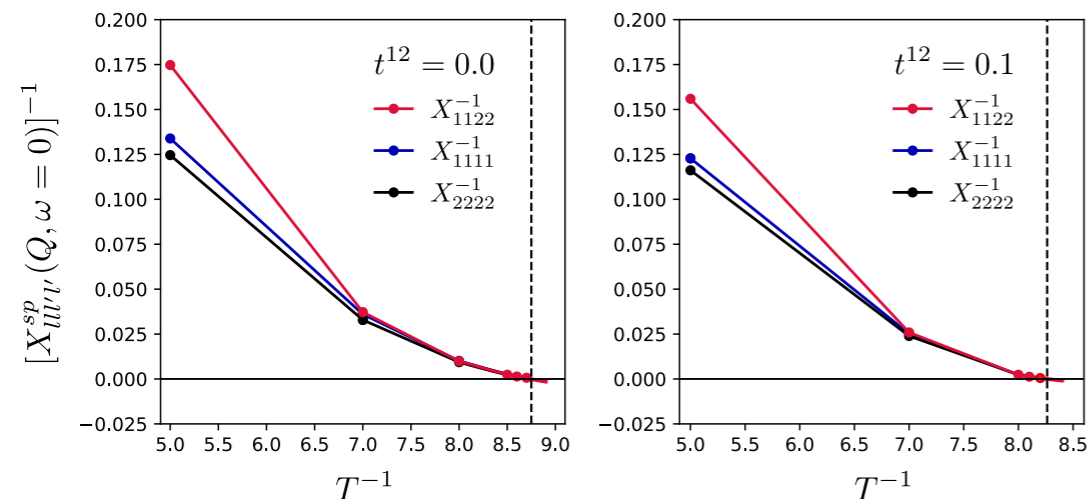 [X^{sp}_{lll'l'}(Q, ω = 0)]^{-1}
0.200
0.175
0.150
0.125
0.100
0.075
0.050
0.025
0.000
−0.025
t^{12} = 0.0
X^{-1}_{1122}
X^{-1}_{1111}
X^{-1}_{2222}
5.0 5.5 6.0 6.5 7.0 7.5 8.0 8.5 9.0
T^{-1}
0.200
0.175
0.150
0.125
0.100
0.075
0.050
0.025
0.000
−0.025
t^{12} = 0.1
X^{-1}_{1122}
X^{-1}_{1111}
X^{-1}_{2222}
5.0 5.5 6.0 6.5 7.0 7.5 8.0 8.5
T^{-1}